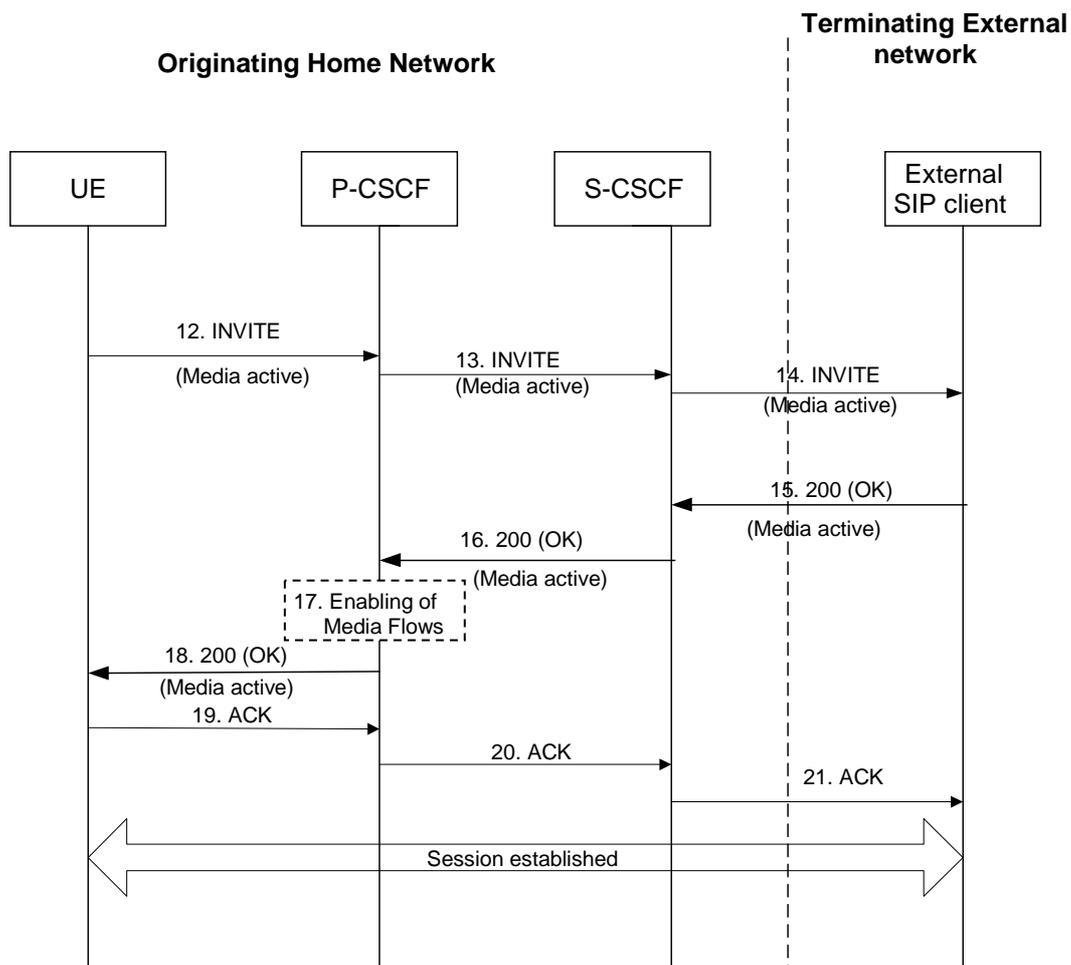 Terminating External
network
Originating Home Network
UE
P-CSCF
S-CSCF
External
SIP client
12. INVITE
(Media active)
13. INVITE
(Media active)
14. INVITE
(Media active)
15. 200 (OK)
(Media active)
16. 200 (OK)
(Media active)
17. Enabling of
Media Flows
18. 200 (OK)
(Media active)
19. ACK
20. ACK
21. ACK
Session established